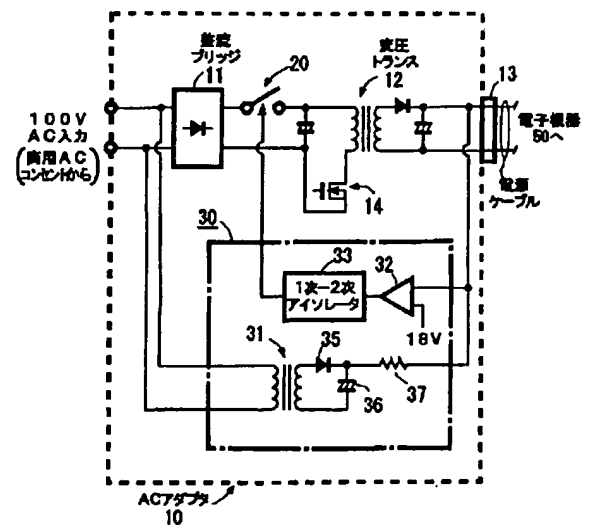 整流
ブリッジ
11
20
変圧
トランス
12
13
100V
AC入力
(商用AC
コンセントから)
電子機器
50へ
電源
ケーブル
14
30
33
1次-2次
アイソレータ
32
18V
31
35
36
37
ACアダプタ
10